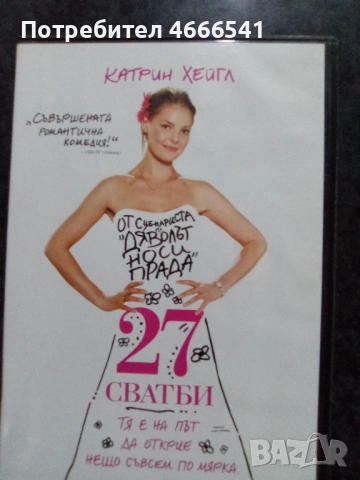 Потребител 4666541
КАТРИН ХЕЙГЛ
„СЪВЪРШЕНАТА
РОМАНТИЧНА
КОМЕДИЯ!“
ОТ СЦЕНАРИСТА
НА
"ДЯВОЛЪТ
НОСИ
ПРАДА"
27
СВАТБИ
ТЯ Е НА ПЪТ
ДА ОТКРИЕ
НЕЩО СЪВСЕМ ПО МЯРКА.
BAZAR